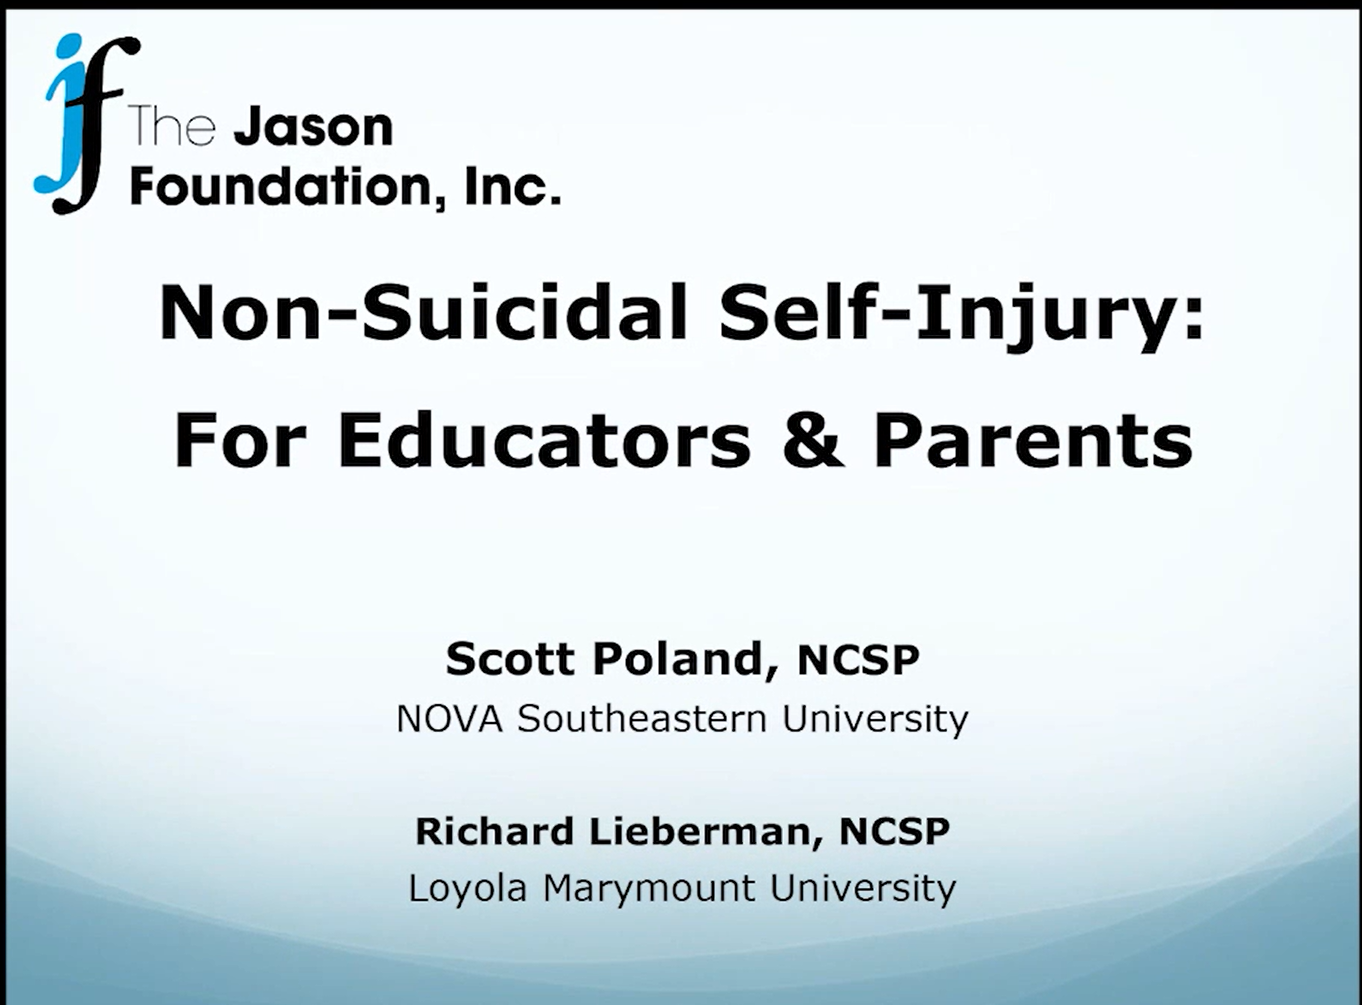 The Jason
Foundation, Inc.
Non-Suicidal Self-Injury:
For Educators & Parents
Scott Poland, NCSP
NOVA Southeastern University
Richard Lieberman, NCSP
Loyola Marymount University